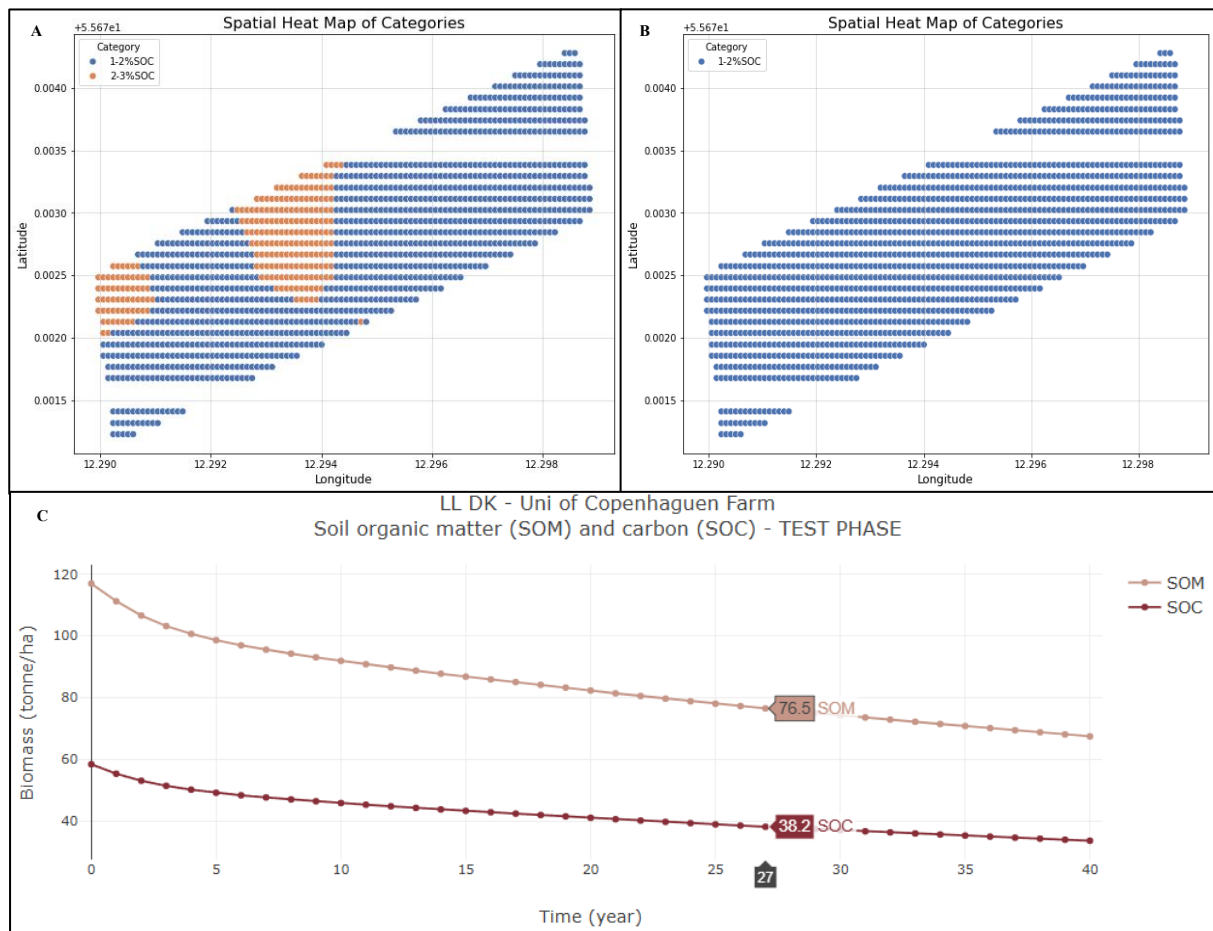 A
Spatial Heat Map of Categories
+5.567e1
Category
1-2%SOC
2-3%SOC
0.0040
0.0035
0.0030
0.0025
0.0020
0.0015
Latitude
12.290 12.292 12.294 12.296 12.298
Longitude
B
Spatial Heat Map of Categories
+5.567e1
Category
1-2%SOC
0.0040
0.0035
0.0030
0.0025
0.0020
0.0015
Latitude
12.290 12.292 12.294 12.296 12.298
Longitude
C
LL DK - Uni of Copenhaguen Farm
Soil organic matter (SOM) and carbon (SOC) - TEST PHASE
120
100
80
60
40
Biomass (tonne/ha)
SOM
SOC
76.5 SOM
38.2 SOC
0 5 10 15 20 25 30 35 40
27
Time (year)